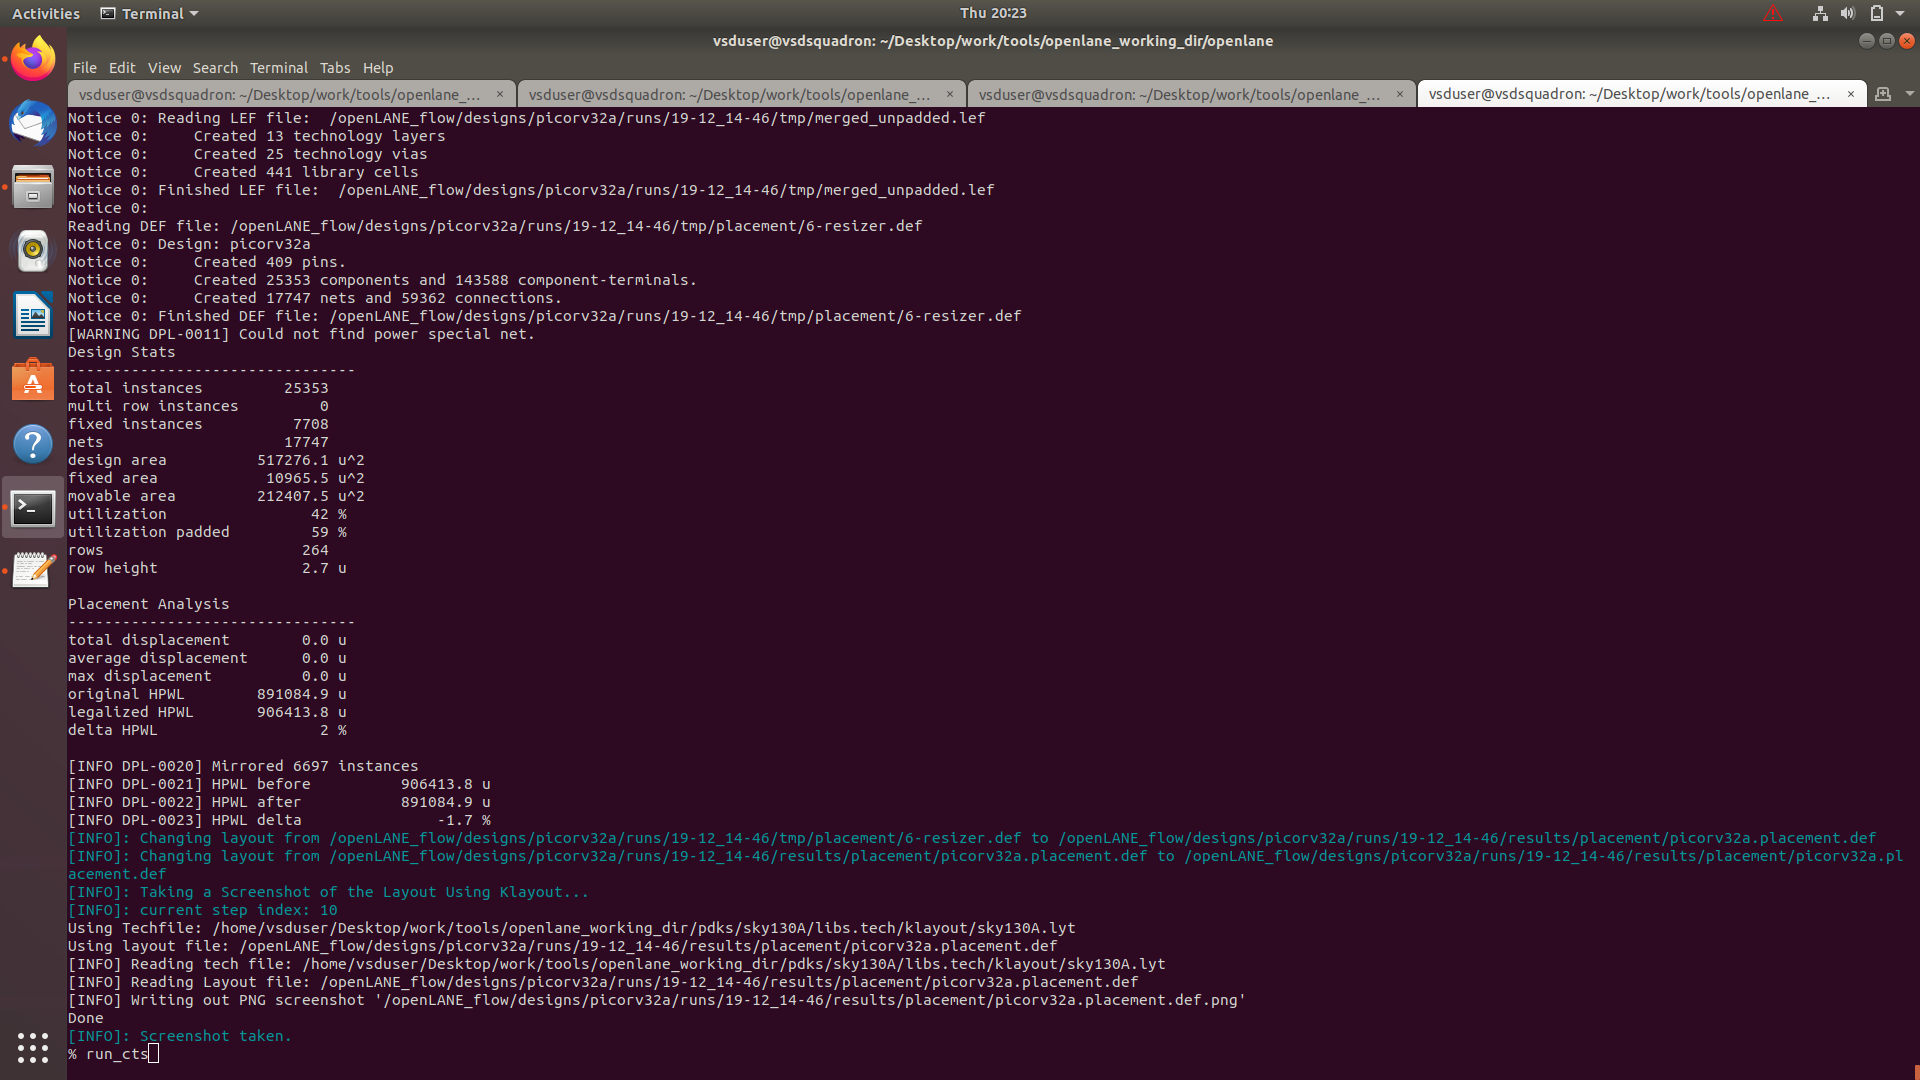 Activities
Terminal
Thu 20:23
vsduser@vsdsquadron: ~/Desktop/work/tools/openlane_working_dir/openlane
File Edit View Search Terminal Tabs Help
vsduser@vsdsquadron: ~/Desktop/work/tools/openlane_...
vsduser@vsdsquadron: ~/Desktop/work/tools/openlane_...
vsduser@vsdsquadron: ~/Desktop/work/tools/openlane_...
vsduser@vsdsquadron: ~/Desktop/work/tools/openlane_...
Notice 0: Reading LEF file:  /openLANE_flow/designs/picorv32a/runs/19-12_14-46/tmp/merged_unpadded.lef
Notice 0:     Created 13 technology layers
Notice 0:     Created 25 technology vias
Notice 0:     Created 441 library cells
Notice 0: Finished LEF file:  /openLANE_flow/designs/picorv32a/runs/19-12_14-46/tmp/merged_unpadded.lef
Notice 0:
Reading DEF file: /openLANE_flow/designs/picorv32a/runs/19-12_14-46/tmp/placement/6-resizer.def
Notice 0: Design: picorv32a
Notice 0:     Created 409 pins.
Notice 0:     Created 25353 components and 143588 component-terminals.
Notice 0:     Created 17747 nets and 59362 connections.
Notice 0: Finished DEF file: /openLANE_flow/designs/picorv32a/runs/19-12_14-46/tmp/placement/6-resizer.def
[WARNING DPL-0011] Could not find power special net.
Design Stats
--------------------------------
total instances         25353
multi row instances         0
fixed instances          7708
nets                    17747
design area          517276.1 u^2
fixed area            10965.5 u^2
movable area         212407.5 u^2
utilization                42 %
utilization padded         59 %
rows                      264
row height                2.7 u
Placement Analysis
--------------------------------
total displacement        0.0 u
average displacement      0.0 u
max displacement          0.0 u
original HPWL        891084.9 u
legalized HPWL       906413.8 u
delta HPWL                  2 %
[INFO DPL-0020] Mirrored 6697 instances
[INFO DPL-0021] HPWL before          906413.8 u
[INFO DPL-0022] HPWL after           891084.9 u
[INFO DPL-0023] HPWL delta               -1.7 %
[INFO]: Changing layout from /openLANE_flow/designs/picorv32a/runs/19-12_14-46/tmp/placement/6-resizer.def to /openLANE_flow/designs/picorv32a/runs/19-12_14-46/results/placement/picorv32a.placement.def
[INFO]: Changing layout from /openLANE_flow/designs/picorv32a/runs/19-12_14-46/results/placement/picorv32a.placement.def to /openLANE_flow/designs/picorv32a/runs/19-12_14-46/results/placement/picorv32a.pl
acement.def
[INFO]: Taking a Screenshot of the Layout Using Klayout...
[INFO]: current step index: 10
Using Techfile: /home/vsduser/Desktop/work/tools/openlane_working_dir/pdks/sky130A/libs.tech/klayout/sky130A.lyt
Using layout file: /openLANE_flow/designs/picorv32a/runs/19-12_14-46/results/placement/picorv32a.placement.def
[INFO] Reading tech file: /home/vsduser/Desktop/work/tools/openlane_working_dir/pdks/sky130A/libs.tech/klayout/sky130A.lyt
[INFO] Reading Layout file: /openLANE_flow/designs/picorv32a/runs/19-12_14-46/results/placement/picorv32a.placement.def
[INFO] Writing out PNG screenshot '/openLANE_flow/designs/picorv32a/runs/19-12_14-46/results/placement/picorv32a.placement.def.png'
Done
[INFO]: Screenshot taken.
% run_cts